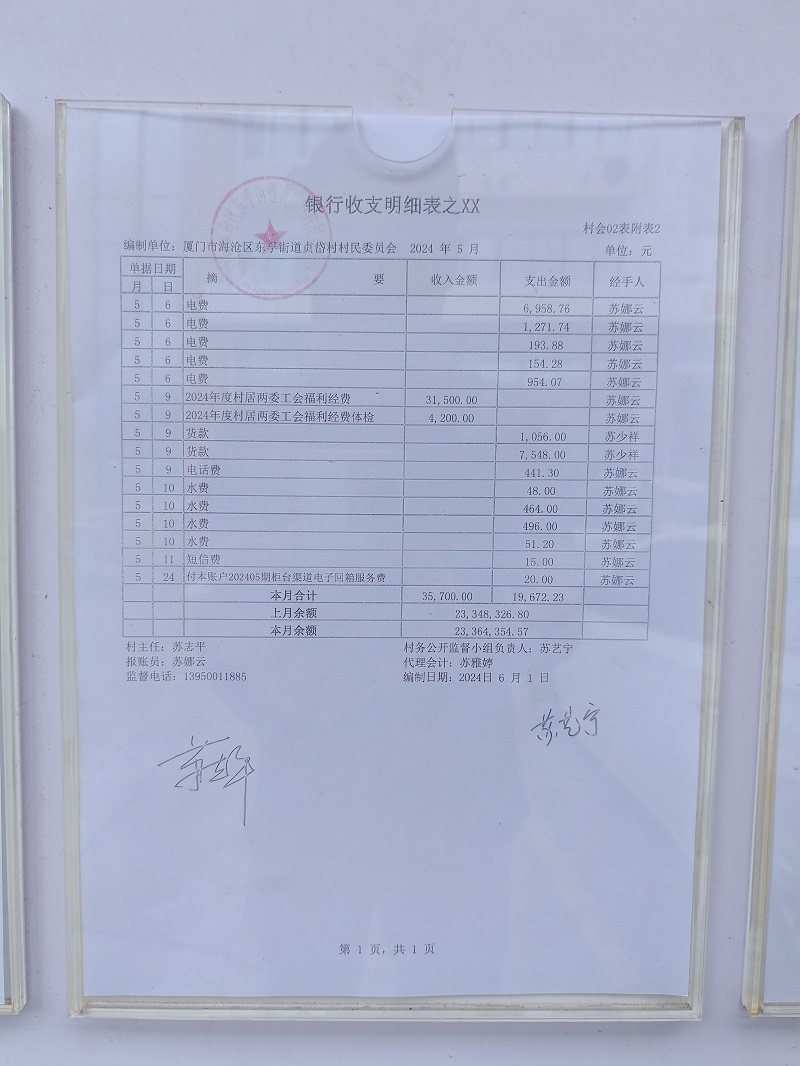 银行收支明细表之XX
村会02表附表2
编制单位：厦门市海沧区东孚街道贞岱村村民委员会 2024 年 5 月 单位：元
单据日期 摘 要 收入金额 支出金额 经手人
月 日
5 6 电费 6,958.76 苏娜云
5 6 电费 1,271.74 苏娜云
5 6 电费 193.88 苏娜云
5 6 电费 154.28 苏娜云
5 6 电费 954.07 苏娜云
5 9 2024年度村居两委工会福利经费 31,500.00 苏娜云
5 9 2024年度村居两委工会福利经费体检 4,200.00 苏娜云
5 9 货款 1,056.00 苏少祥
5 9 货款 7,548.00 苏少祥
5 9 电话费 441.30 苏娜云
5 10 水费 48.00 苏娜云
5 10 水费 464.00 苏娜云
5 10 水费 496.00 苏娜云
5 10 水费 51.20 苏娜云
5 11 短信费 15.00 苏娜云
5 24 付本账户202405期柜台渠道电子回箱服务费 20.00 苏娜云
本月合计 35,700.00 19,672.23
上月余额 23,348,326.80
本月余额 23,364,354.57
村主任：苏志平 村务公开监督小组负责人：苏艺宁
报账员：苏娜云 代理会计：苏雅婷
监督电话：13950011885 编制日期：2024日 6 月 1 日
苏艺宁
苏志平
第 1 页，共 1 页